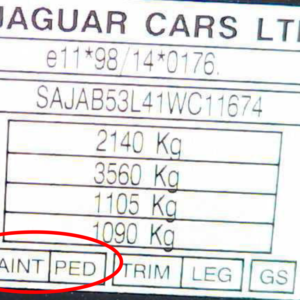 JAGUAR CARS LT
e11*98/14*0176.
SAJAB53L41WC11674
2140 Kg
3560 Kg
1105 Kg
1090 Kg
AINT PED TRIM LEG GS